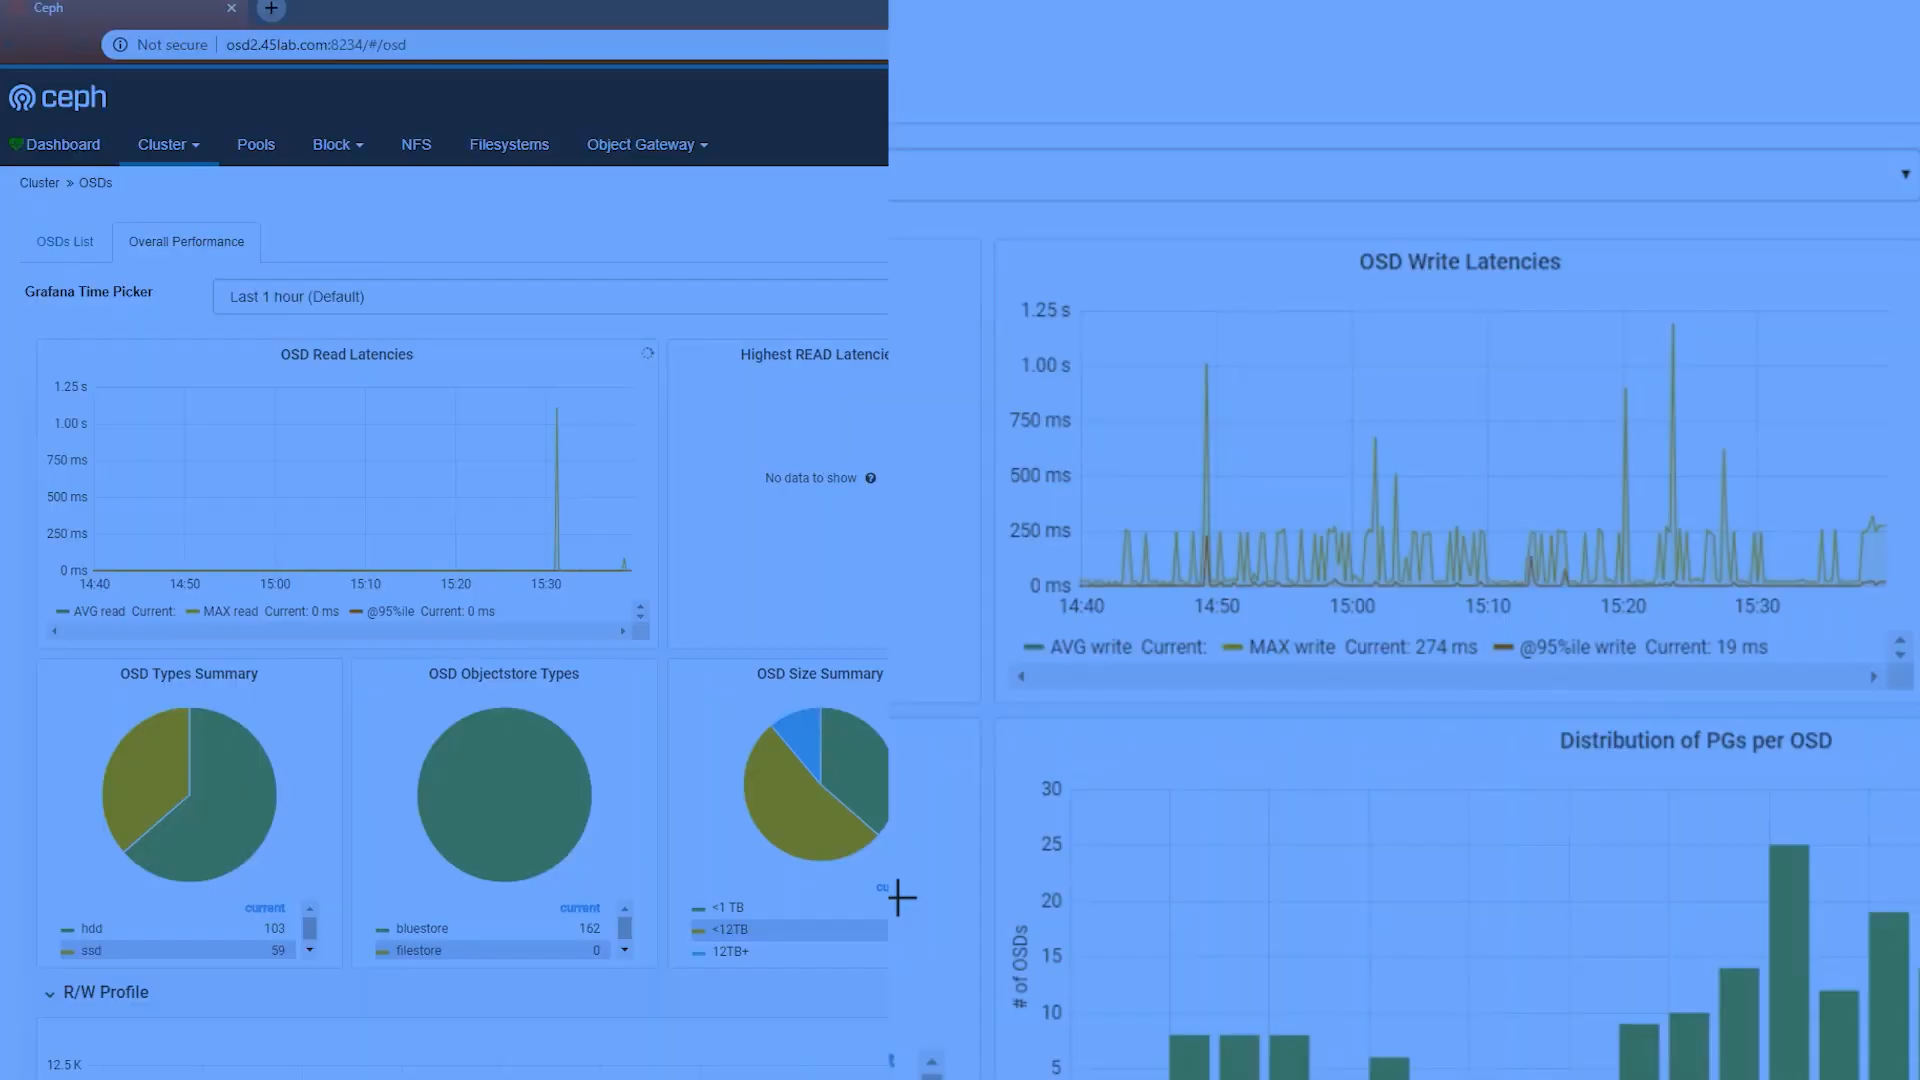 Ceph
Not secure osd2.45lab.com:8234/#/osd
ceph
Dashboard Cluster Pools Block NFS Filesystems Object Gateway
Cluster » OSDs
OSDs List Overall Performance
Grafana Time Picker Last 1 hour (Default)
OSD Read Latencies
1.25 s
1.00 s
750 ms
500 ms
250 ms
0 ms
14:40 14:50 15:00 15:10 15:20 15:30
AVG read Current: MAX read Current: 0 ms @95%ile Current: 0 ms
Highest READ Latencie
No data to show
OSD Types Summary
current
hdd 103
ssd 59
OSD Objectstore Types
current
bluestore 162
filestore 0
OSD Size Summary
cu
<1 TB
<12TB
12TB+
R/W Profile
12.5 K
OSD Write Latencies
1.25 s
1.00 s
750 ms
500 ms
250 ms
0 ms
14:40 14:50 15:00 15:10 15:20 15:30
AVG write Current: MAX write Current: 274 ms @95%ile write Current: 19 ms
Distribution of PGs per OSD
# of OSDs
30
25
20
15
10
5